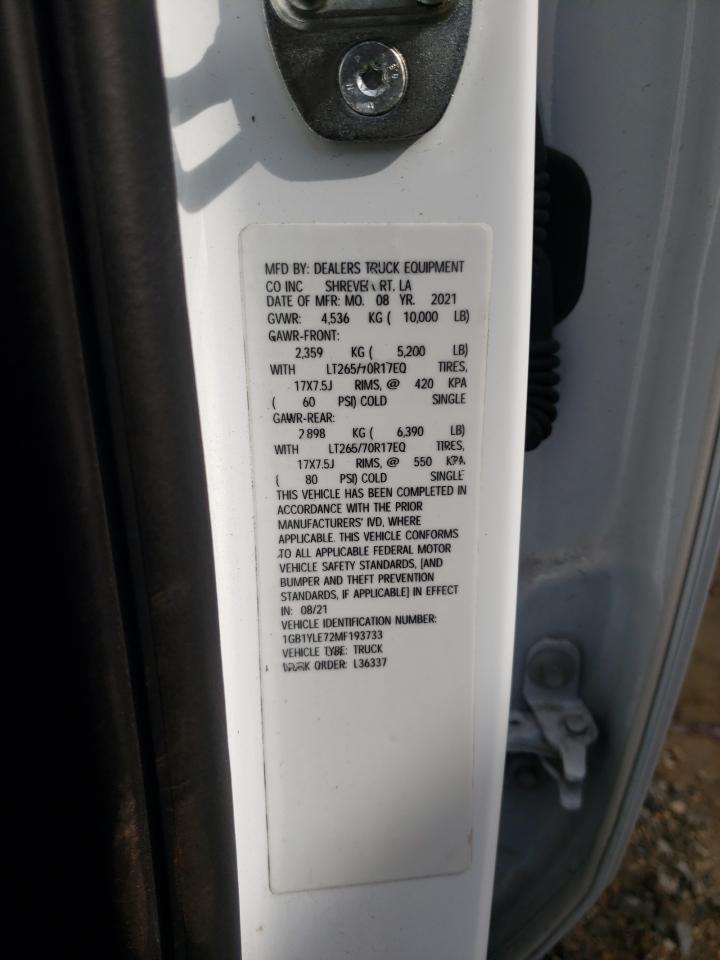 MFD BY: DEALERS TRUCK EQUIPMENT
CO INC SHREVEPORT, LA
DATE OF MFR: MO. 08 YR. 2021
GVWR: 4,536 KG ( 10,000 LB)
GAWR-FRONT:
2,359 KG ( 5,200 LB)
WITH LT265/70R17EQ TIRES,
17X7.5J RIMS, @ 420 KPA
( 60 PSI) COLD SINGLE
GAWR-REAR:
2898 KG ( 6,390 LB)
WITH LT265/70R17EQ TIRES,
17X7.5J RIMS, @ 550 KPA
( 80 PSI) COLD SINGLE
THIS VEHICLE HAS BEEN COMPLETED IN
ACCORDANCE WITH THE PRIOR
MANUFACTURERS' IVD, WHERE
APPLICABLE. THIS VEHICLE CONFORMS
TO ALL APPLICABLE FEDERAL MOTOR
VEHICLE SAFETY STANDARDS, [AND
BUMPER AND THEFT PREVENTION
STANDARDS, IF APPLICABLE] IN EFFECT
IN: 08/21
VEHICLE IDENTIFICATION NUMBER:
1GB1YLE72MF193733
VEHICLE TYPE: TRUCK
WORK ORDER: L36337